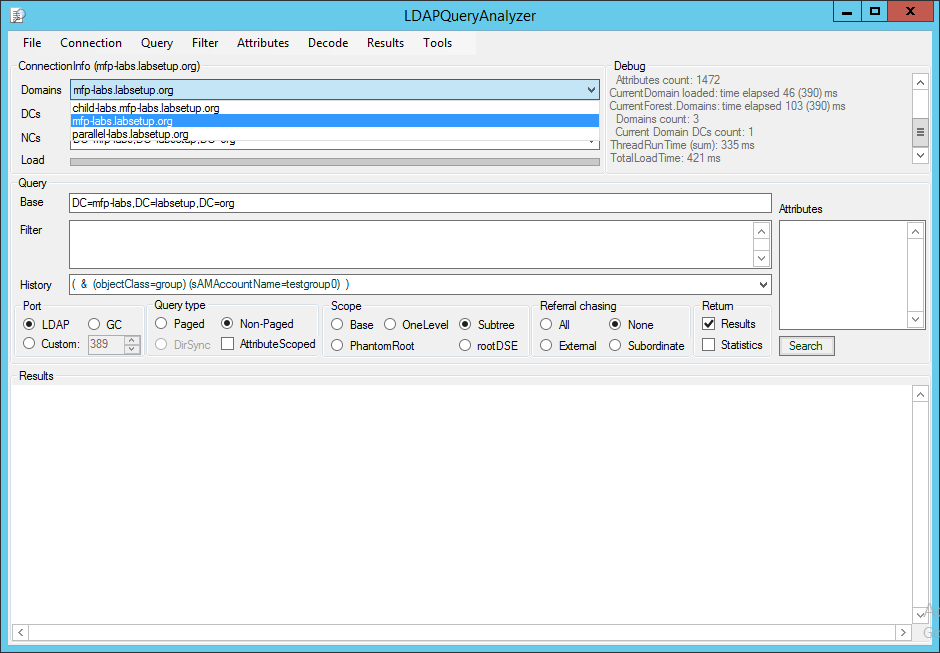 LDAPQueryAnalyzer
File Connection Query Filter Attributes Decode Results Tools
ConnectionInfo (mfp-labs.labsetup.org)
Domains mfp-labs.labsetup.org
child-labs.mfp-labs.labsetup.org
DCs
mfp-labs.labsetup.org
parallel-labs.labsetup.org
NCs DC=mfp-labs,DC=labsetup,DC=org
Load
Debug
Attributes count: 1472
CurrentDomain loaded: time elapsed 46 (390) ms
CurrentForest.Domains: time elapsed 103 (390) ms
Domains count: 3
Current Domain DCs count: 1
ThreadRunTime (sum): 335 ms
TotalLoadTime: 421 ms
Query
Base DC=mfp-labs,DC=labsetup,DC=org
Filter
History ( & (objectClass=group) (sAMAccountName=testgroup0) )
Attributes
Port
LDAP GC
Custom: 389
Query type
Paged Non-Paged
DirSync AttributeScoped
Scope
Base OneLevel Subtree
PhantomRoot rootDSE
Referral chasing
All None
External Subordinate
Return
Results
Statistics
Search
Results